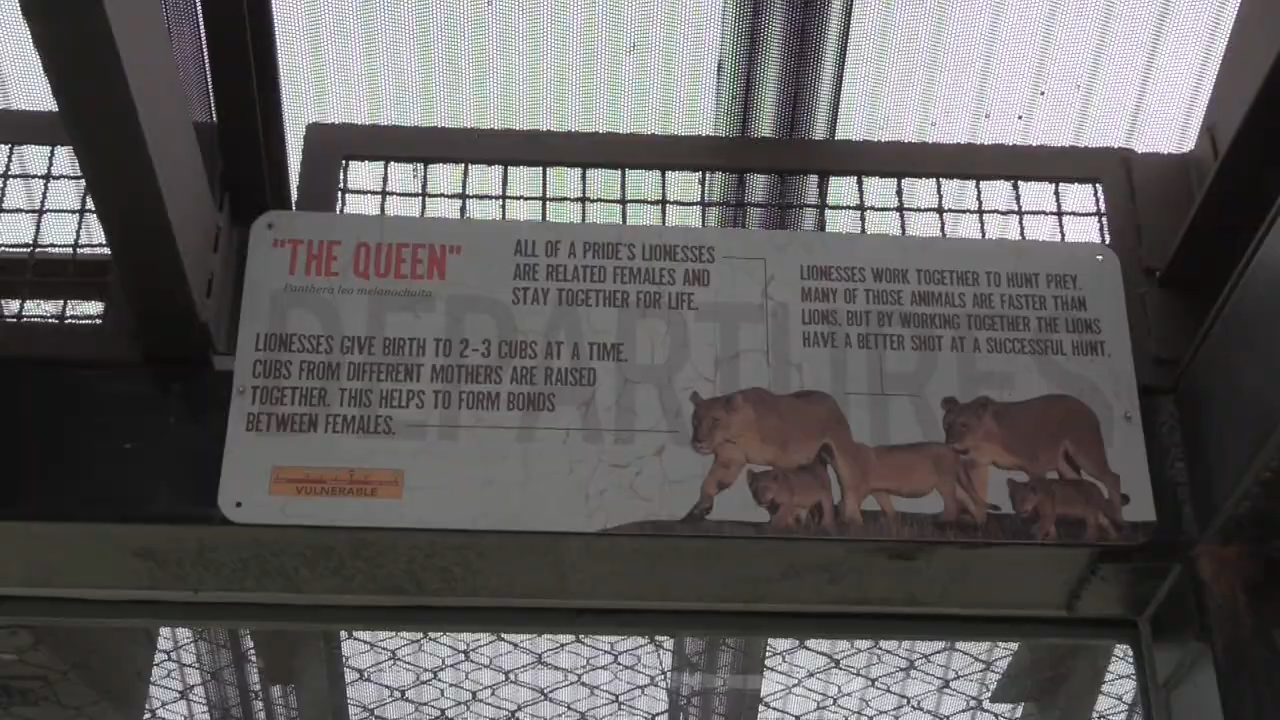 "THE QUEEN"
Panthera leo melanochaita
ALL OF A PRIDE'S LIONESSES
ARE RELATED FEMALES AND
STAY TOGETHER FOR LIFE.
LIONESSES WORK TOGETHER TO HUNT PREY.
MANY OF THOSE ANIMALS ARE FASTER THAN
LIONS, BUT BY WORKING TOGETHER THE LIONS
HAVE A BETTER SHOT AT A SUCCESSFUL HUNT.
LIONESSES GIVE BIRTH TO 2-3 CUBS AT A TIME.
CUBS FROM DIFFERENT MOTHERS ARE RAISED
TOGETHER. THIS HELPS TO FORM BONDS
BETWEEN FEMALES.
DEPARTURES
VULNERABLE